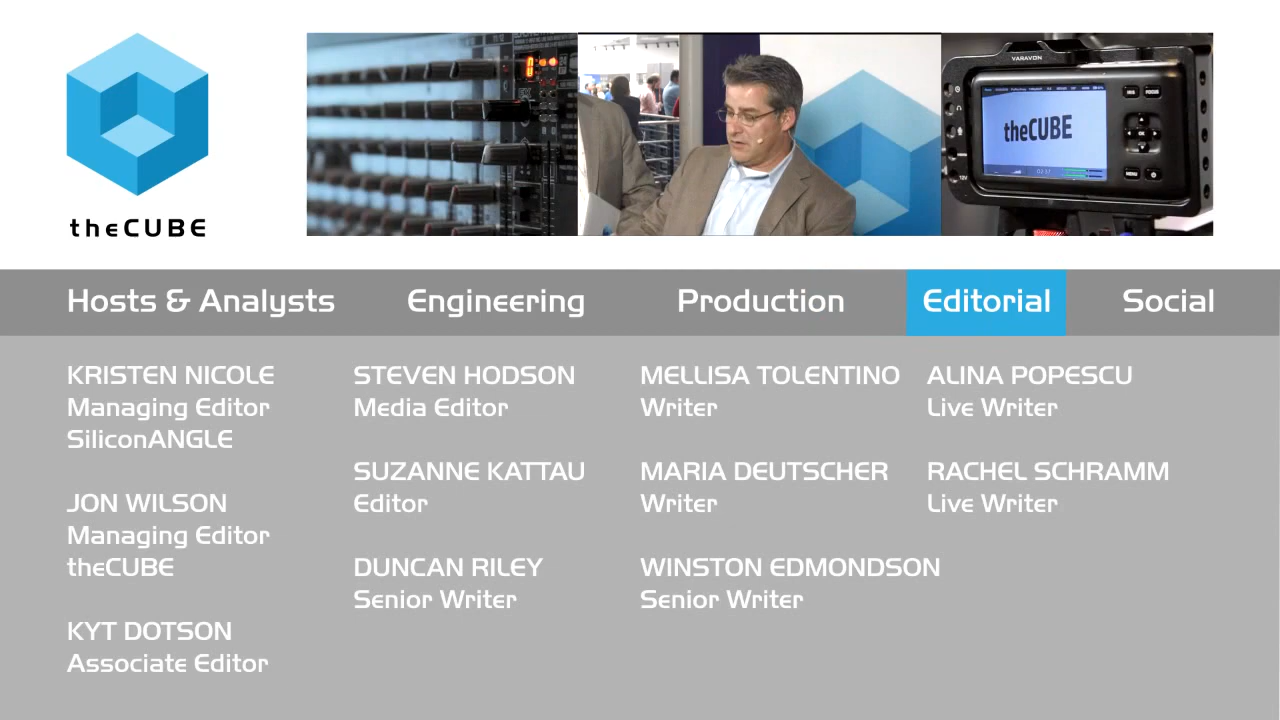 theCUBE
VARAVON
theCUBE
Hosts & Analysts
Engineering
Production
Editorial
Social
KRISTEN NICOLE
Managing Editor
SiliconANGLE
JON WILSON
Managing Editor
theCUBE
KYT DOTSON
Associate Editor
STEVEN HODSON
Media Editor
SUZANNE KATTAU
Editor
DUNCAN RILEY
Senior Writer
MELLISA TOLENTINO
Writer
MARIA DEUTSCHER
Writer
WINSTON EDMONDSON
Senior Writer
ALINA POPESCU
Live Writer
RACHEL SCHRAMM
Live Writer